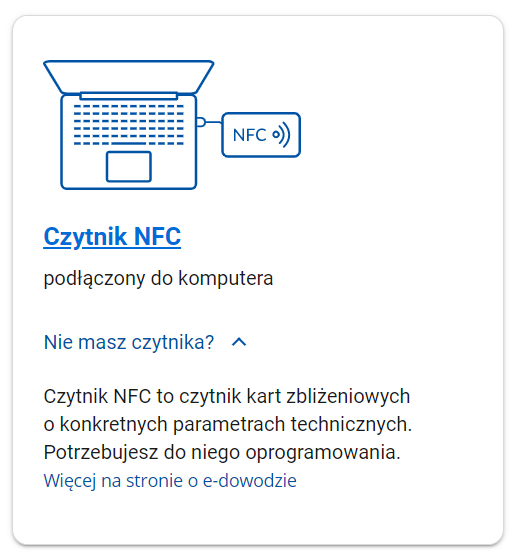 NFC
Czytnik NFC
podłączony do komputera
Nie masz czytnika?
Czytnik NFC to czytnik kart zbliżeniowych
o konkretnych parametrach technicznych.
Potrzebujesz do niego oprogramowania.
Więcej na stronie o e-dowodzie